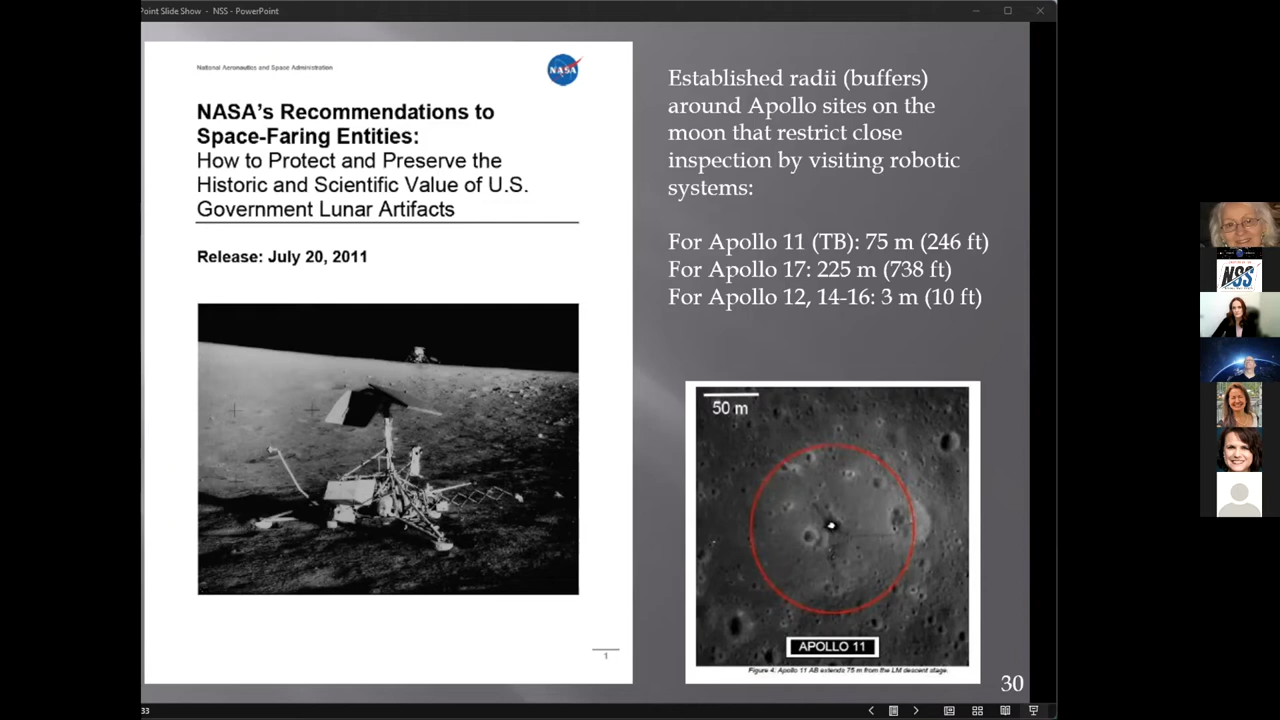 Point Slide Show - NSS - PowerPoint
National Aeronautics and Space Administration
NASA
NASA's Recommendations to
Space-Faring Entities:
How to Protect and Preserve the
Historic and Scientific Value of U.S.
Government Lunar Artifacts
Release: July 20, 2011
1
Established radii (buffers)
around Apollo sites on the
moon that restrict close
inspection by visiting robotic
systems:
For Apollo 11 (TB): 75 m (246 ft)
For Apollo 17: 225 m (738 ft)
For Apollo 12, 14-16: 3 m (10 ft)
50 m
APOLLO 11
Figure 4: Apollo 11 AB extends 75 m from the LM descent stage.
30
33
NSS